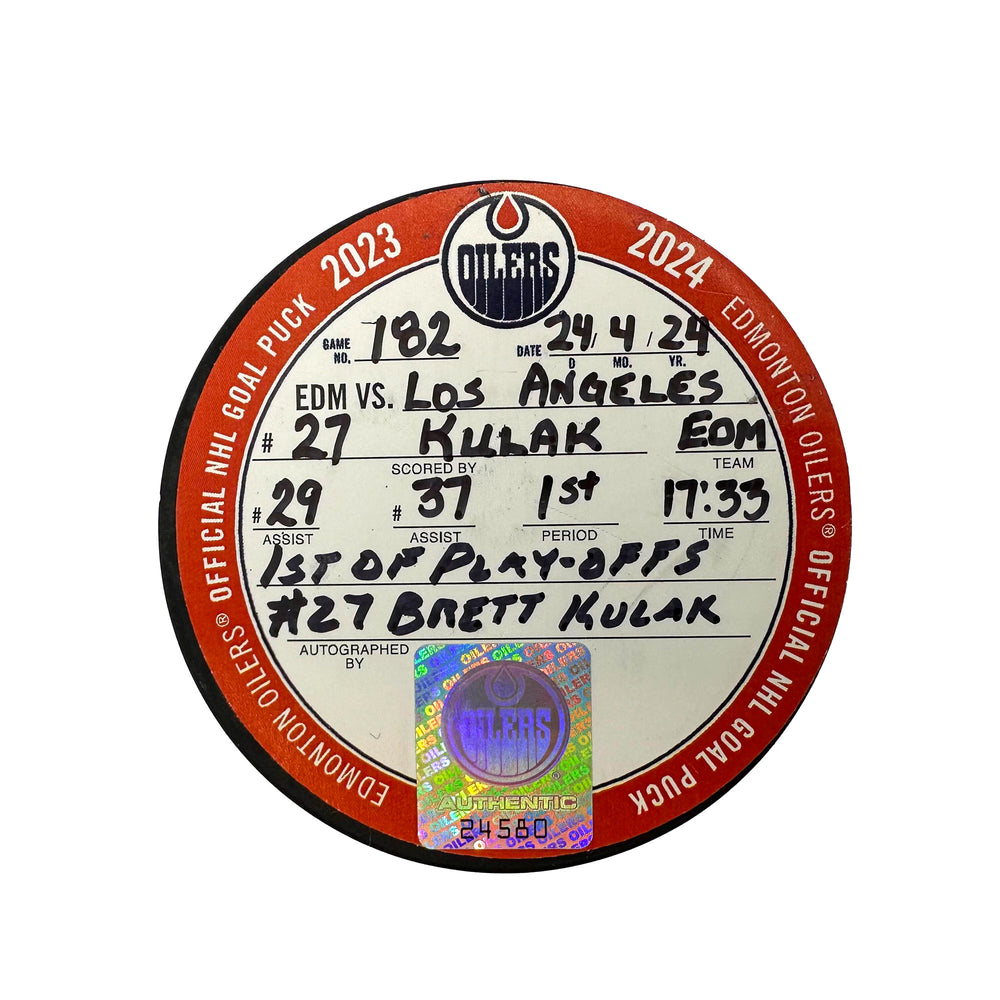 2023 2024
OILERS
EDMONTON OILERS® OFFICIAL NHL GOAL PUCK
EDMONTON OILERS® OFFICIAL NHL GOAL PUCK
GAME NO. 182 DATE 24/4/24
D MO. YR.
EDM VS. LOS ANGELES
# 27 KULAK EDM
SCORED BY TEAM
#29 # 37 1st 17:33
ASSIST ASSIST PERIOD TIME
1ST OF PLAY-OFFS
#27 BRETT KULAK
AUTOGRAPHED BY
OILERS
AUTHENTIC
24580